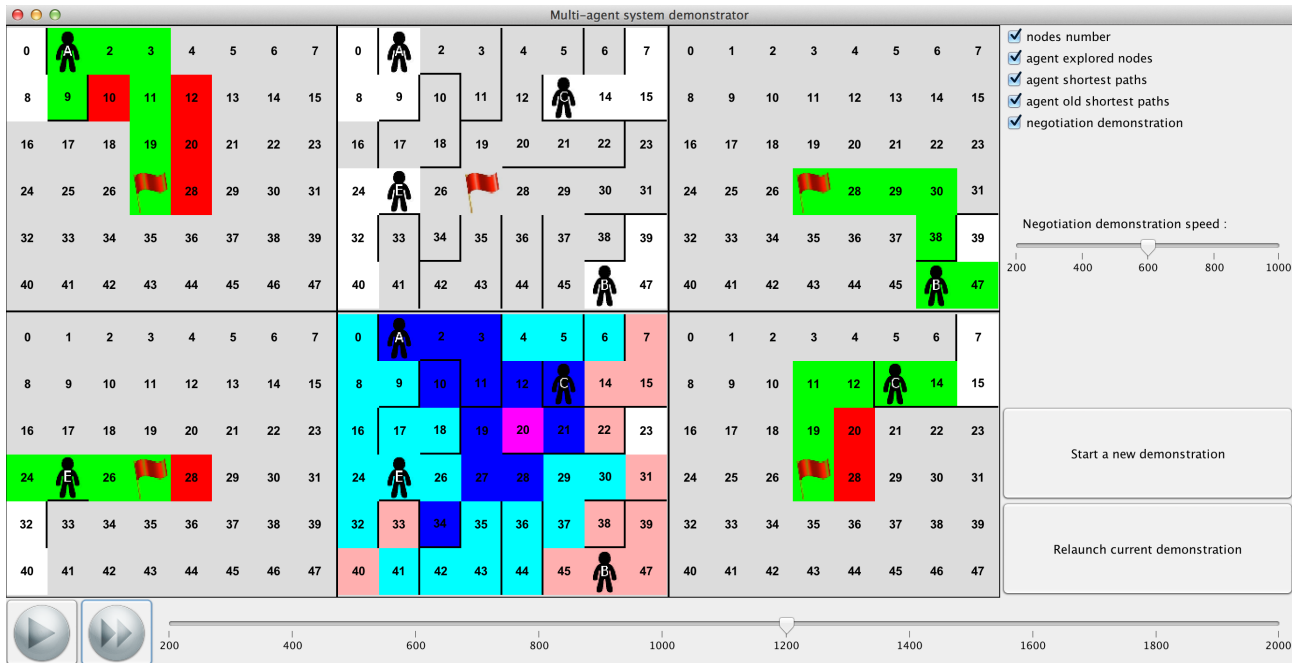 Multi-agent system demonstrator
0 A 2 3 4 5 6 7
8 9 10 11 12 13 14 15
16 17 18 19 20 21 22 23
24 25 26 28 29 30 31
32 33 34 35 36 37 38 39
40 41 42 43 44 45 46 47
0 A 2 3 4 5 6 7
8 9 10 11 12 C 14 15
16 17 18 19 20 21 22 23
24 E 26 28 29 30 31
32 33 34 35 36 37 38 39
40 41 42 43 44 45 B 47
0 1 2 3 4 5 6 7
8 9 10 11 12 13 14 15
16 17 18 19 20 21 22 23
24 25 26 28 29 30 31
32 33 34 35 36 37 38 39
40 41 42 43 44 45 B 47
nodes number
agent explored nodes
agent shortest paths
agent old shortest paths
negotiation demonstration
Negotiation demonstration speed :
200 400 600 800 1000
0 1 2 3 4 5 6 7
8 9 10 11 12 13 14 15
16 17 18 19 20 21 22 23
24 E 26 28 29 30 31
32 33 34 35 36 37 38 39
40 41 42 43 44 45 46 47
0 A 2 3 4 5 6 7
8 9 10 11 12 C 14 15
16 17 18 19 20 21 22 23
24 E 26 27 28 29 30 31
32 33 34 35 36 37 38 39
40 41 42 43 44 45 B 47
0 1 2 3 4 5 6 7
8 9 10 11 12 C 14 15
16 17 18 19 20 21 22 23
24 25 26 28 29 30 31
32 33 34 35 36 37 38 39
40 41 42 43 44 45 46 47
Start a new demonstration
Relaunch current demonstration
200 400 600 800 1000 1200 1400 1600 1800 2000